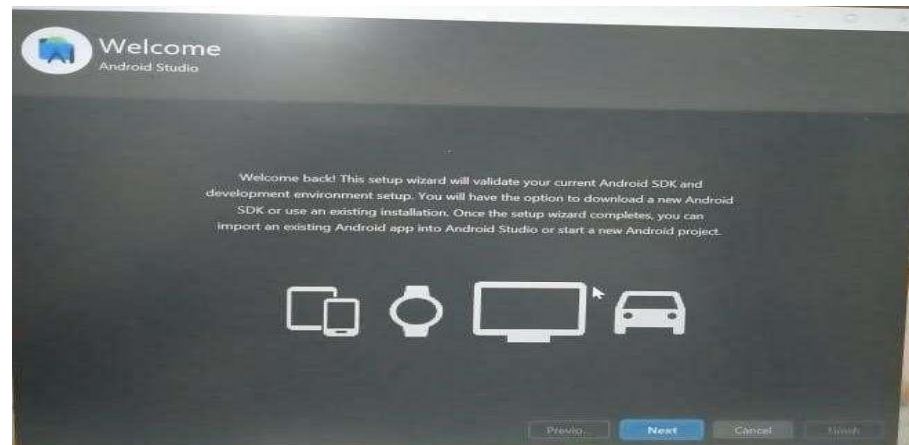 Welcome
Android Studio
Welcome back! This setup wizard will validate your current Android SDK and
development environment setup. You will have the option to download a new Android
SDK or use an existing installation. Once the setup wizard completes, you can
import an existing Android app into Android Studio or start a new Android project.
Previo... Next Cancel Finish